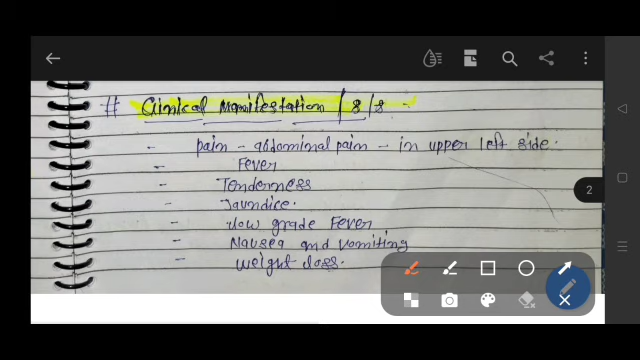 # Clinical Manifestation / s/s -
- Pain - abdominal pain - in upper left side.
- Fever
- Tenderness
- Jaundice.
- Low grade Fever
- Nausea and vomiting
- Weight loss.
2